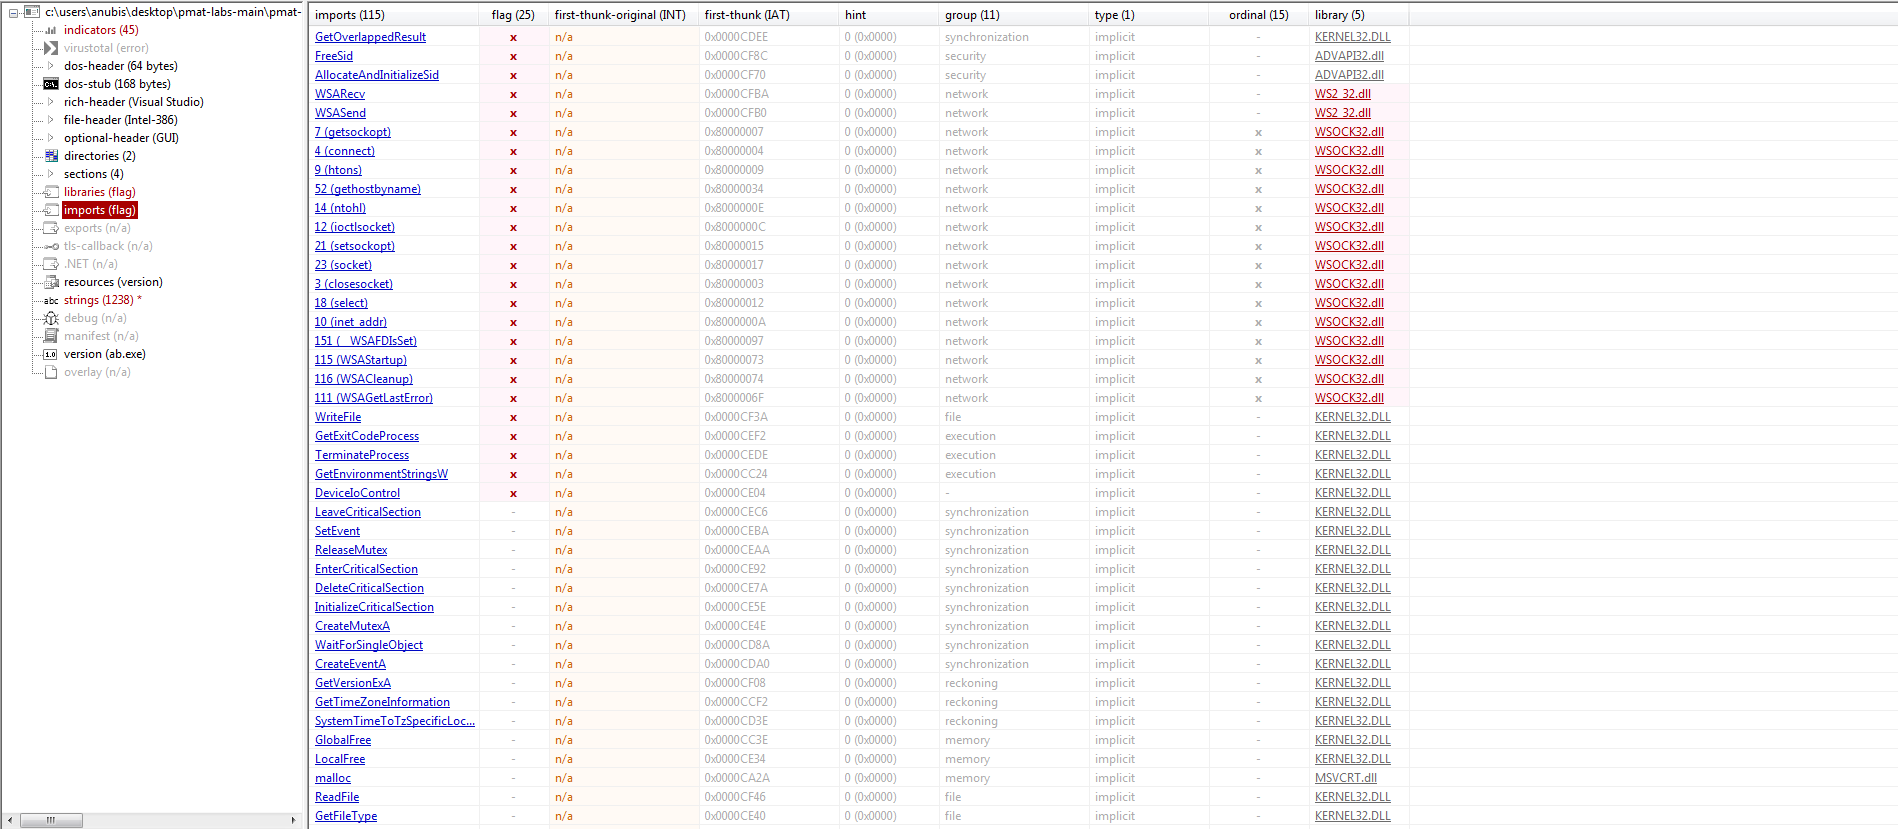 c:\users\anubis\desktop\pmat-labs-main\pmat-
indicators (45)
virustotal (error)
dos-header (64 bytes)
dos-stub (168 bytes)
rich-header (Visual Studio)
file-header (Intel-386)
optional-header (GUI)
directories (2)
sections (4)
libraries (flag)
imports (flag)
exports (n/a)
tls-callback (n/a)
.NET (n/a)
resources (version)
abc strings (1238) *
debug (n/a)
manifest (n/a)
1.0 version (ab.exe)
overlay (n/a)
imports (115) flag (25) first-thunk-original (INT) first-thunk (IAT) hint group (11) type (1) ordinal (15) library (5)
GetOverlappedResult x n/a 0x0000CDEE 0 (0x0000) synchronization implicit - KERNEL32.DLL
FreeSid x n/a 0x0000CF8C 0 (0x0000) security implicit - ADVAPI32.dll
AllocateAndInitializeSid x n/a 0x0000CF70 0 (0x0000) security implicit - ADVAPI32.dll
WSARecv x n/a 0x0000CFBA 0 (0x0000) network implicit - WS2_32.dll
WSASend x n/a 0x0000CFB0 0 (0x0000) network implicit - WS2_32.dll
7 (getsockopt) x n/a 0x80000007 0 (0x0000) network implicit x WSOCK32.dll
4 (connect) x n/a 0x80000004 0 (0x0000) network implicit x WSOCK32.dll
9 (htons) x n/a 0x80000009 0 (0x0000) network implicit x WSOCK32.dll
52 (gethostbyname) x n/a 0x80000034 0 (0x0000) network implicit x WSOCK32.dll
14 (ntohl) x n/a 0x8000000E 0 (0x0000) network implicit x WSOCK32.dll
12 (ioctlsocket) x n/a 0x8000000C 0 (0x0000) network implicit x WSOCK32.dll
21 (setsockopt) x n/a 0x80000015 0 (0x0000) network implicit x WSOCK32.dll
23 (socket) x n/a 0x80000017 0 (0x0000) network implicit x WSOCK32.dll
3 (closesocket) x n/a 0x80000003 0 (0x0000) network implicit x WSOCK32.dll
18 (select) x n/a 0x80000012 0 (0x0000) network implicit x WSOCK32.dll
10 (inet_addr) x n/a 0x8000000A 0 (0x0000) network implicit x WSOCK32.dll
151 (__WSAFDIsSet) x n/a 0x80000097 0 (0x0000) network implicit x WSOCK32.dll
115 (WSAStartup) x n/a 0x80000073 0 (0x0000) network implicit x WSOCK32.dll
116 (WSACleanup) x n/a 0x80000074 0 (0x0000) network implicit x WSOCK32.dll
111 (WSAGetLastError) x n/a 0x8000006F 0 (0x0000) network implicit x WSOCK32.dll
WriteFile x n/a 0x0000CF3A 0 (0x0000) file implicit - KERNEL32.DLL
GetExitCodeProcess x n/a 0x0000CEF2 0 (0x0000) execution implicit - KERNEL32.DLL
TerminateProcess x n/a 0x0000CEDE 0 (0x0000) execution implicit - KERNEL32.DLL
GetEnvironmentStringsW x n/a 0x0000CC24 0 (0x0000) execution implicit - KERNEL32.DLL
DeviceIoControl x n/a 0x0000CE04 0 (0x0000) - implicit - KERNEL32.DLL
LeaveCriticalSection - n/a 0x0000CEC6 0 (0x0000) synchronization implicit - KERNEL32.DLL
SetEvent - n/a 0x0000CEBA 0 (0x0000) synchronization implicit - KERNEL32.DLL
ReleaseMutex - n/a 0x0000CEAA 0 (0x0000) synchronization implicit - KERNEL32.DLL
EnterCriticalSection - n/a 0x0000CE92 0 (0x0000) synchronization implicit - KERNEL32.DLL
DeleteCriticalSection - n/a 0x0000CE7A 0 (0x0000) synchronization implicit - KERNEL32.DLL
InitializeCriticalSection - n/a 0x0000CE5E 0 (0x0000) synchronization implicit - KERNEL32.DLL
CreateMutexA - n/a 0x0000CE4E 0 (0x0000) synchronization implicit - KERNEL32.DLL
WaitForSingleObject - n/a 0x0000CD8A 0 (0x0000) synchronization implicit - KERNEL32.DLL
CreateEventA - n/a 0x0000CDA0 0 (0x0000) synchronization implicit - KERNEL32.DLL
GetVersionExA - n/a 0x0000CF08 0 (0x0000) reckoning implicit - KERNEL32.DLL
GetTimeZoneInformation - n/a 0x0000CCF2 0 (0x0000) reckoning implicit - KERNEL32.DLL
SystemTimeToTzSpecificLoc... - n/a 0x0000CD3E 0 (0x0000) reckoning implicit - KERNEL32.DLL
GlobalFree - n/a 0x0000CC3E 0 (0x0000) memory implicit - KERNEL32.DLL
LocalFree - n/a 0x0000CE34 0 (0x0000) memory implicit - KERNEL32.DLL
malloc - n/a 0x0000CA2A 0 (0x0000) memory implicit - MSVCRT.dll
ReadFile - n/a 0x0000CF46 0 (0x0000) file implicit - KERNEL32.DLL
GetFileType - n/a 0x0000CE40 0 (0x0000) file implicit - KERNEL32.DLL